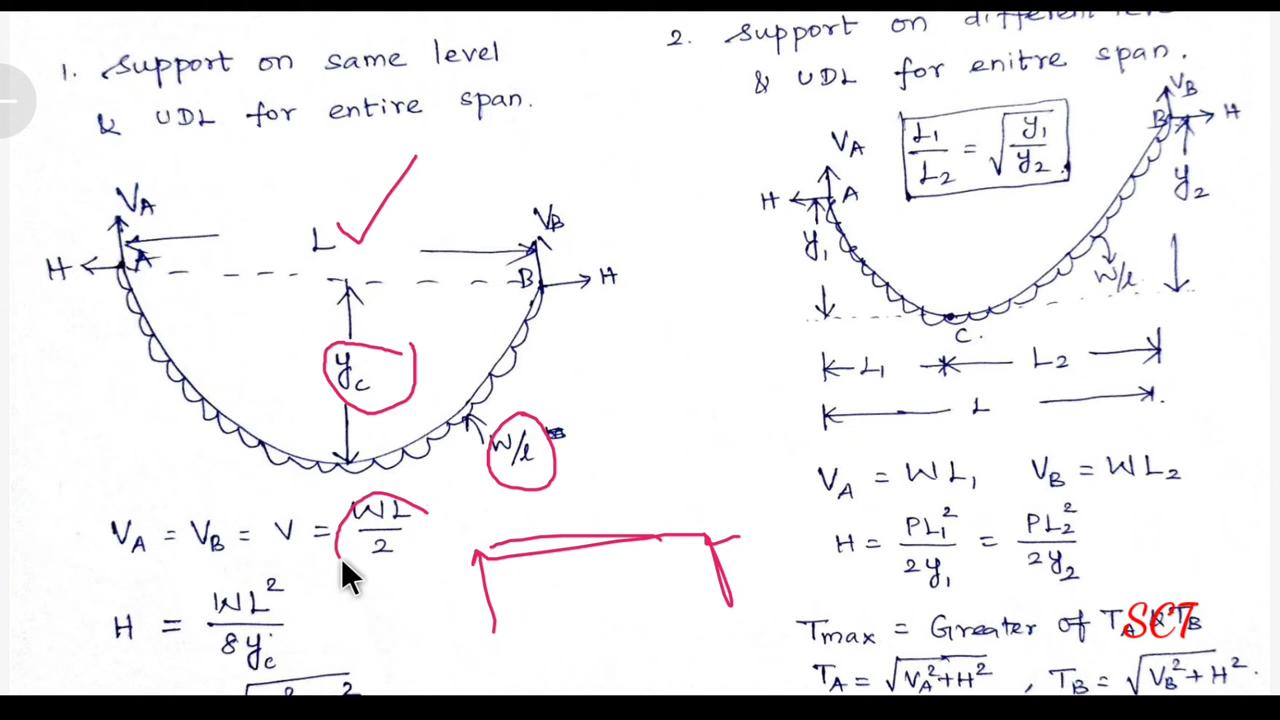 1. Support on same level
& UDL for entire span.
VA
L
VB
H
A
B
H
yc
W/l
VA = VB = V = WL/2
H = WL²/8yc
2. Support on different
& UDL for enitre span.
VB
B
H
L1/L2 = √(y1/y2)
VA
H
A
y1
y2
W/l
C.
L1
L2
L
VA = WL1 VB = WL2
H = PL1²/2y1 = PL2²/2y2
Tmax = Greater of TA & TB
SCT
TA = √(VA²+H²) , TB = √(VB²+H²).